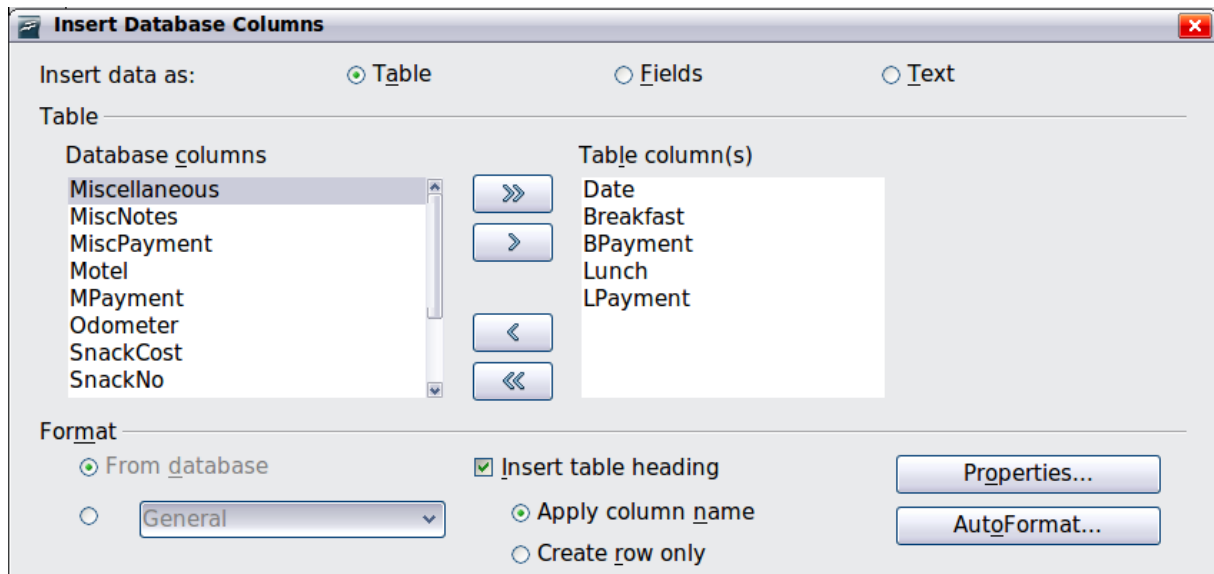 Insert Database Columns
Insert data as: Table Fields Text
Table
Database columns Table column(s)
Miscellaneous Date
MiscNotes Breakfast
MiscPayment BPayment
Motel Lunch
MPayment LPayment
Odometer
SnackCost
SnackNo
Format
From database Insert table heading Properties...
General Apply column name AutoFormat...
Create row only